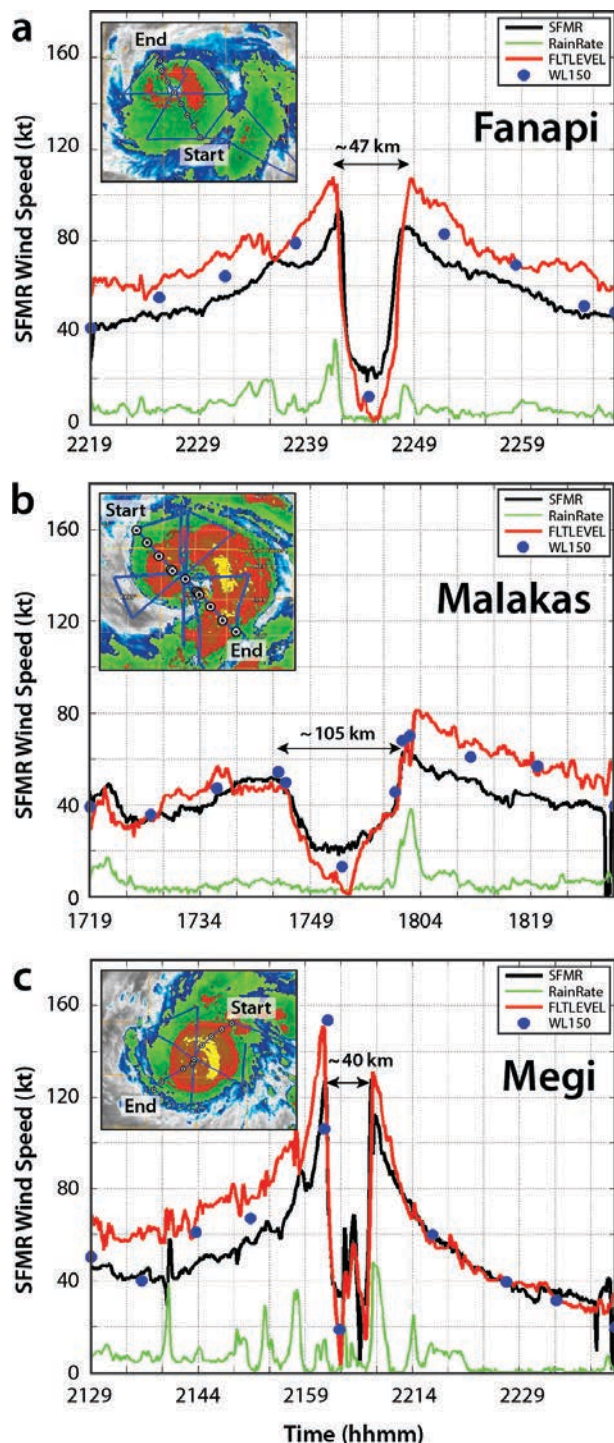 a
160
120
80
40
0
SFMR Wind Speed (kt)
End
Start
SFMR
RainRate
FLTLEVEL
WL150
Fanapi
~ 47 km
2219
2229
2239
2249
2259
b
160
120
80
40
0
SFMR Wind Speed (kt)
Start
End
SFMR
RainRate
FLTLEVEL
WL150
Malakas
~ 105 km
1719
1734
1749
1804
1819
c
160
120
80
40
0
SFMR Wind Speed (kt)
Start
End
SFMR
RainRate
FLTLEVEL
WL150
Megi
~ 40 km
2129
2144
2159
2214
2229
Time (hhmm)